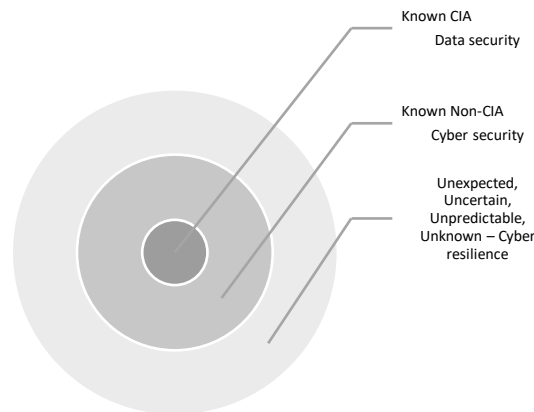 Known CIA
Data security
Known Non-CIA
Cyber security
Unexpected,
Uncertain,
Unpredictable,
Unknown – Cyber
resilience